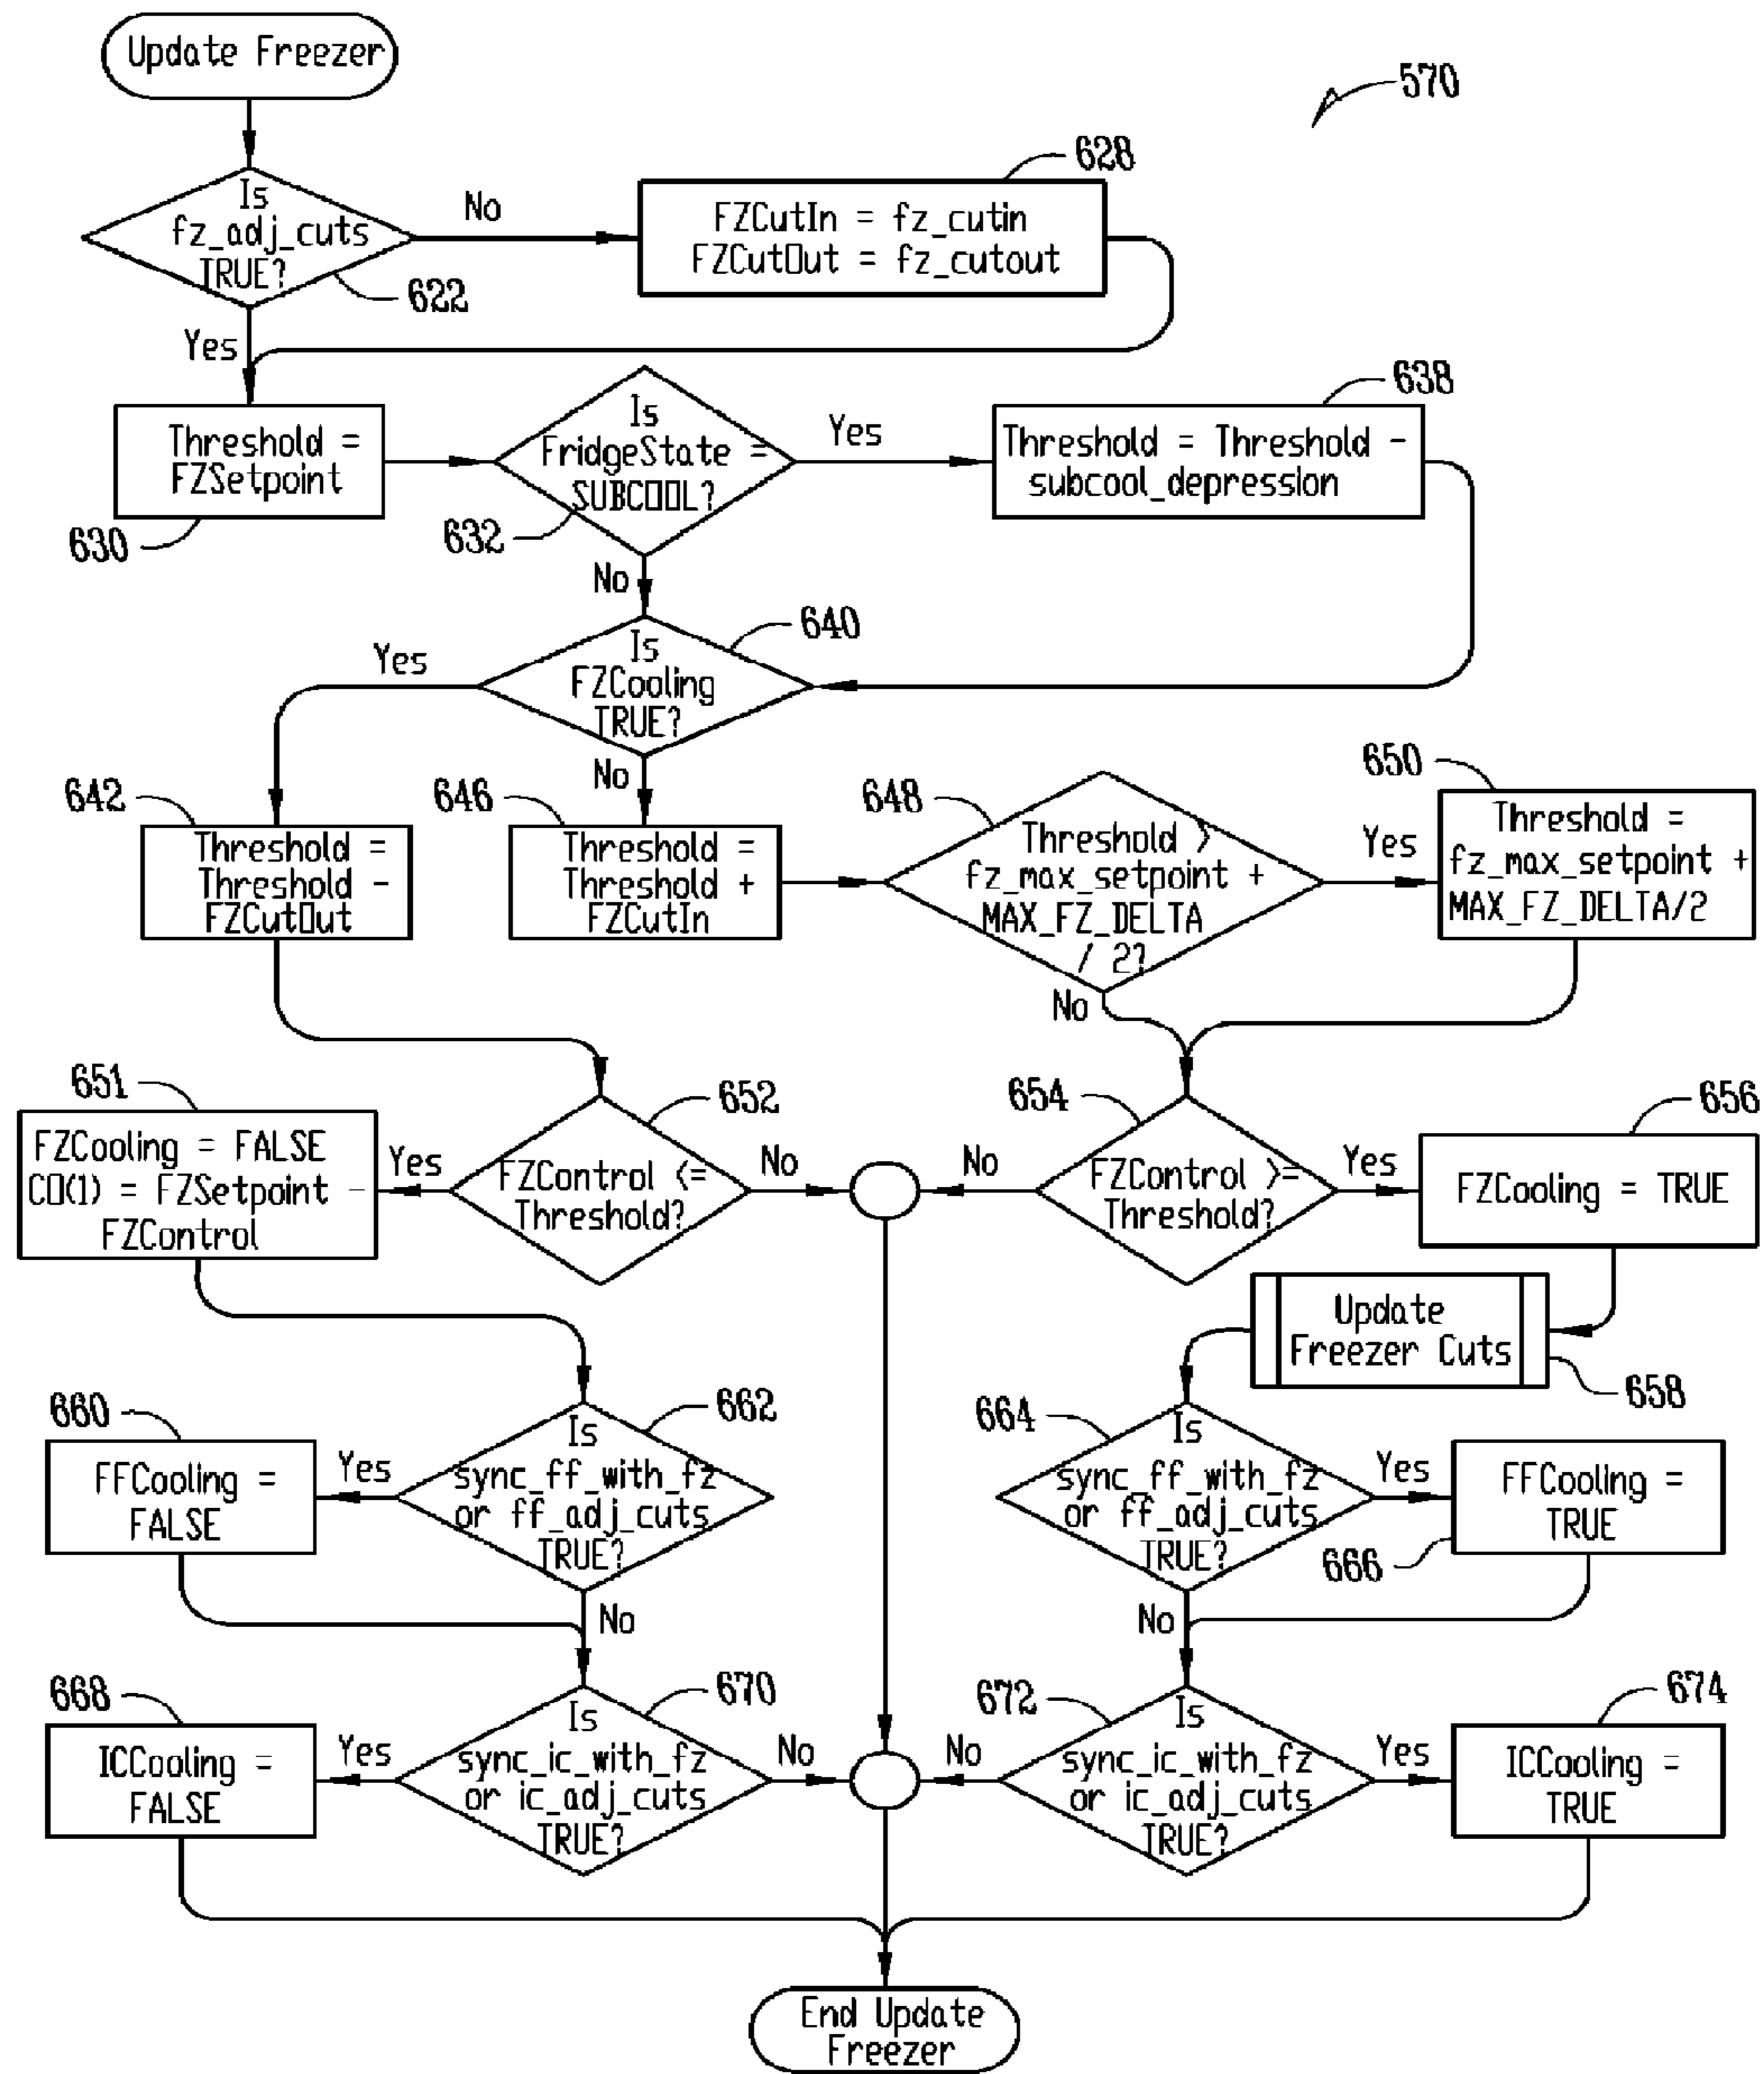 Update Freezer
570
Is
fz_adj_cuts
TRUE?
622
No
628
FZCutIn = fz_cutin
FZCutOut = fz_cutout
Yes
Threshold =
FZSetpoint
630
Is
FridgeState =
SUBCOOL?
632
Yes
638
Threshold = Threshold -
subcool_depression
No
Is
FZCooling
TRUE?
640
Yes
No
642
Threshold =
Threshold -
FZCutOut
646
Threshold =
Threshold +
FZCutIn
648
Threshold >
fz_max_setpoint +
MAX_FZ_DELTA
/ 2?
Yes
650
Threshold =
fz_max_setpoint +
MAX_FZ_DELTA/2
No
651
FZCooling = FALSE
CO(1) = FZSetpoint -
FZControl
Yes
652
FZControl <=
Threshold?
No
654
No
FZControl >=
Threshold?
Yes
656
FZCooling = TRUE
Update
Freezer Cuts
658
660
FFCooling =
FALSE
Yes
662
Is
sync_ff_with_fz
or ff_adj_cuts
TRUE?
No
664
Is
sync_ff_with_fz
or ff_adj_cuts
TRUE?
Yes
FFCooling =
TRUE
666
No
668
ICCooling =
FALSE
Yes
670
Is
sync_ic_with_fz
or ic_adj_cuts
TRUE?
No
672
No
Is
sync_ic_with_fz
or ic_adj_cuts
TRUE?
Yes
674
ICCooling =
TRUE
End Update
Freezer